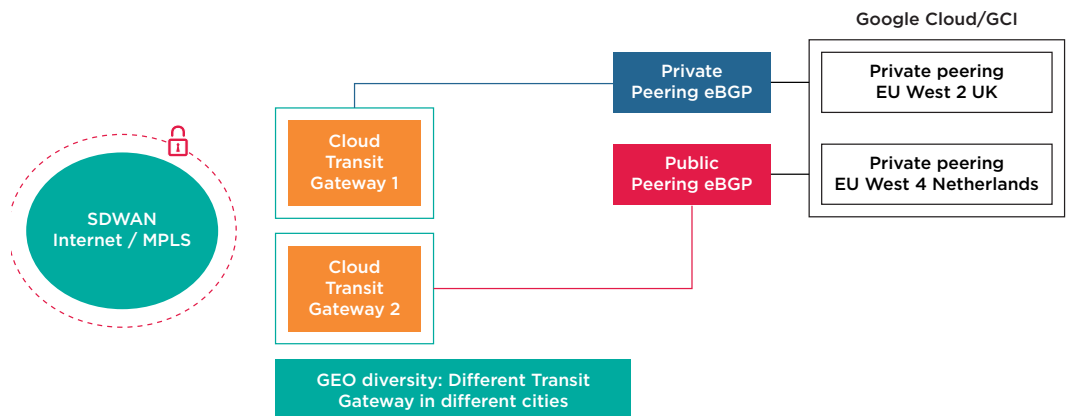 Google Cloud/GCI
Private
Peering eBGP
Private peering
EU West 2 UK
Cloud
Transit
Gateway 1
Public
Peering eBGP
Private peering
EU West 4 Netherlands
SDWAN
Internet / MPLS
Cloud
Transit
Gateway 2
GEO diversity: Different Transit
Gateway in different cities